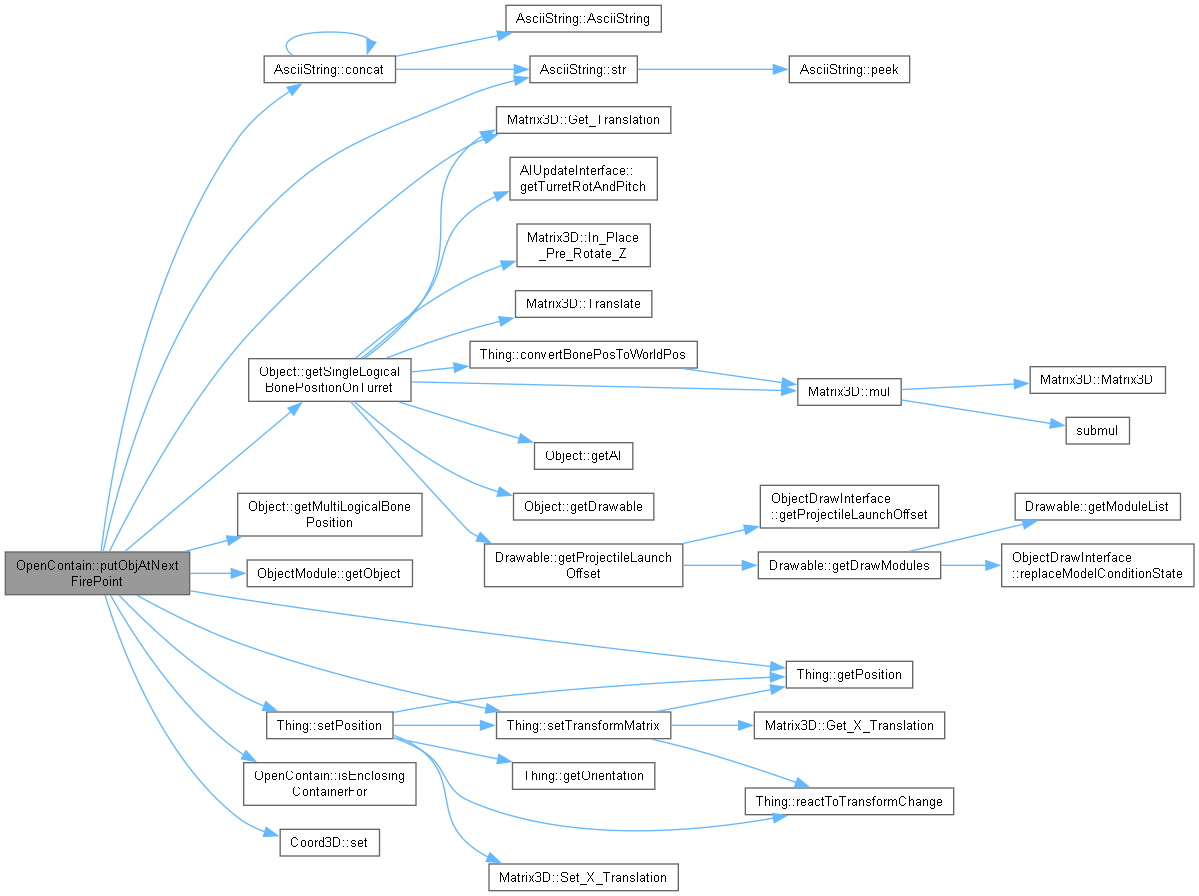 AsciiString::AsciiString
AsciiString::concat
AsciiString::str
AsciiString::peek
Matrix3D::Get_Translation
AIUpdateInterface::
getTurretRotAndPitch
Matrix3D::In_Place
_Pre_Rotate_Z
Matrix3D::Translate
Thing::convertBonePosToWorldPos
Object::getSingleLogical
BonePositionOnTurret
Matrix3D::mul
Matrix3D::Matrix3D
submul
Object::getAI
Object::getDrawable
Object::getMultiLogicalBone
Position
ObjectDrawInterface
::getProjectileLaunchOffset
Drawable::getModuleList
Drawable::getProjectileLaunch
Offset
Drawable::getDrawModules
ObjectDrawInterface
::replaceModelConditionState
OpenContain::putObjAtNext
FirePoint
ObjectModule::getObject
Thing::getPosition
Thing::setPosition
Thing::setTransformMatrix
Matrix3D::Get_X_Translation
OpenContain::isEnclosing
ContainerFor
Thing::getOrientation
Thing::reactToTransformChange
Coord3D::set
Matrix3D::Set_X_Translation